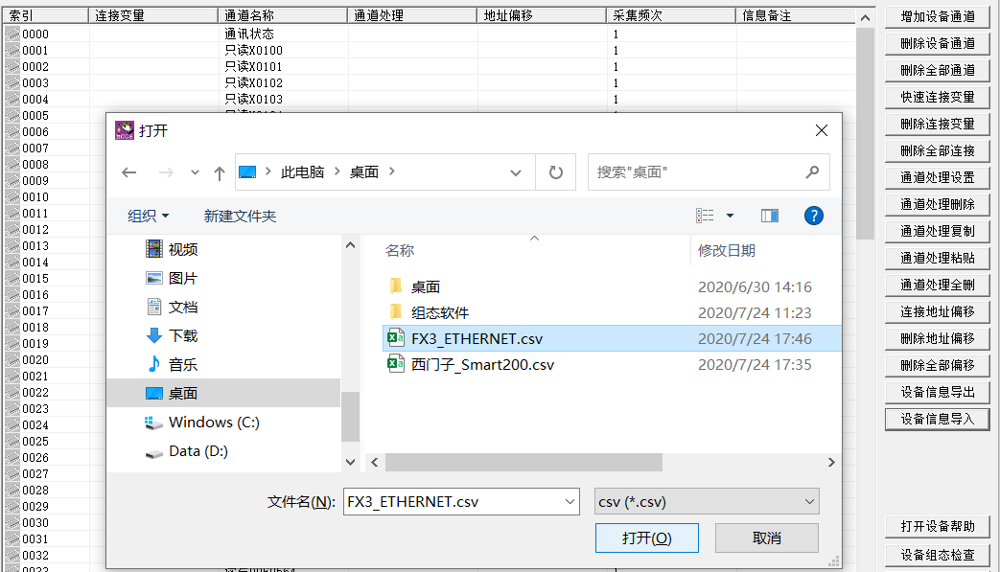 索引 连接变量 通道名称 通道处理 地址偏移 采集频次 信息备注
0000 通讯状态 1
0001 只读X0100 1
0002 只读X0101 1
0003 只读X0102 1
0004 只读X0103 1
0005
0006
0007
0008
0009
0010
0011
0012
0013
0014
0015
0016
0017
0018
0019
0020
0021
0022
0023
0024
0025
0026
0027
0028
0029
0030
0031
0032
0033
增加设备通道
删除设备通道
删除全部通道
快速连接变量
删除连接变量
删除全部连接
通道处理设置
通道处理删除
通道处理复制
通道处理粘贴
通道处理全删
连接地址偏移
删除地址偏移
删除全部偏移
设备信息导出
设备信息导入
打开设备帮助
设备组态检查
MCGS 打开
此电脑 桌面
搜索"桌面"
组织 新建文件夹 ?
视频
图片
文档
下载
音乐
桌面
Windows (C:)
Data (D:)
名称 修改日期
桌面 2020/6/30 14:16
组态软件 2020/7/24 11:23
FX3_ETHERNET.csv 2020/7/24 17:46
西门子_Smart200.csv 2020/7/24 17:35
文件名(N): FX3_ETHERNET.csv csv (*.csv)
打开(O) 取消